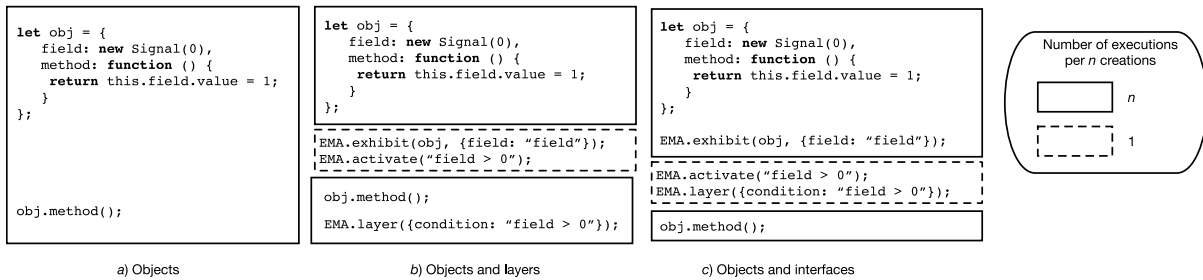 let obj = {
field: new Signal(0),
method: function () {
return this.field.value = 1;
}
};
obj.method();
a) Objects
let obj = {
field: new Signal(0),
method: function () {
return this.field.value = 1;
}
};
EMA.exhibit(obj, {field: “field”});
EMA.activate(“field > 0”);
obj.method();
EMA.layer({condition: “field > 0”});
b) Objects and layers
let obj = {
field: new Signal(0),
method: function () {
return this.field.value = 1;
}
};
EMA.exhibit(obj, {field: “field”});
EMA.activate(“field > 0”);
EMA.layer({condition: “field > 0”});
obj.method();
c) Objects and interfaces
Number of executions
per n creations
n
1